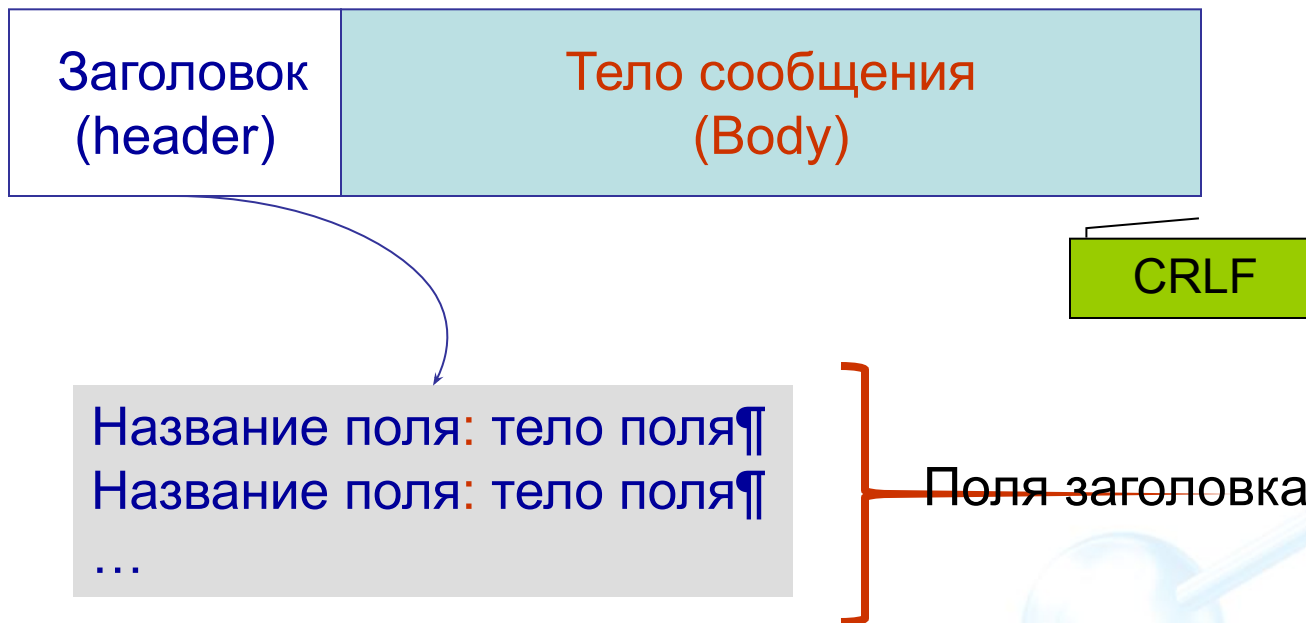 Заголовок
(header)
Тело сообщения
(Body)
CRLF
Название поля: тело поля¶
Название поля: тело поля¶
…
Поля заголовка